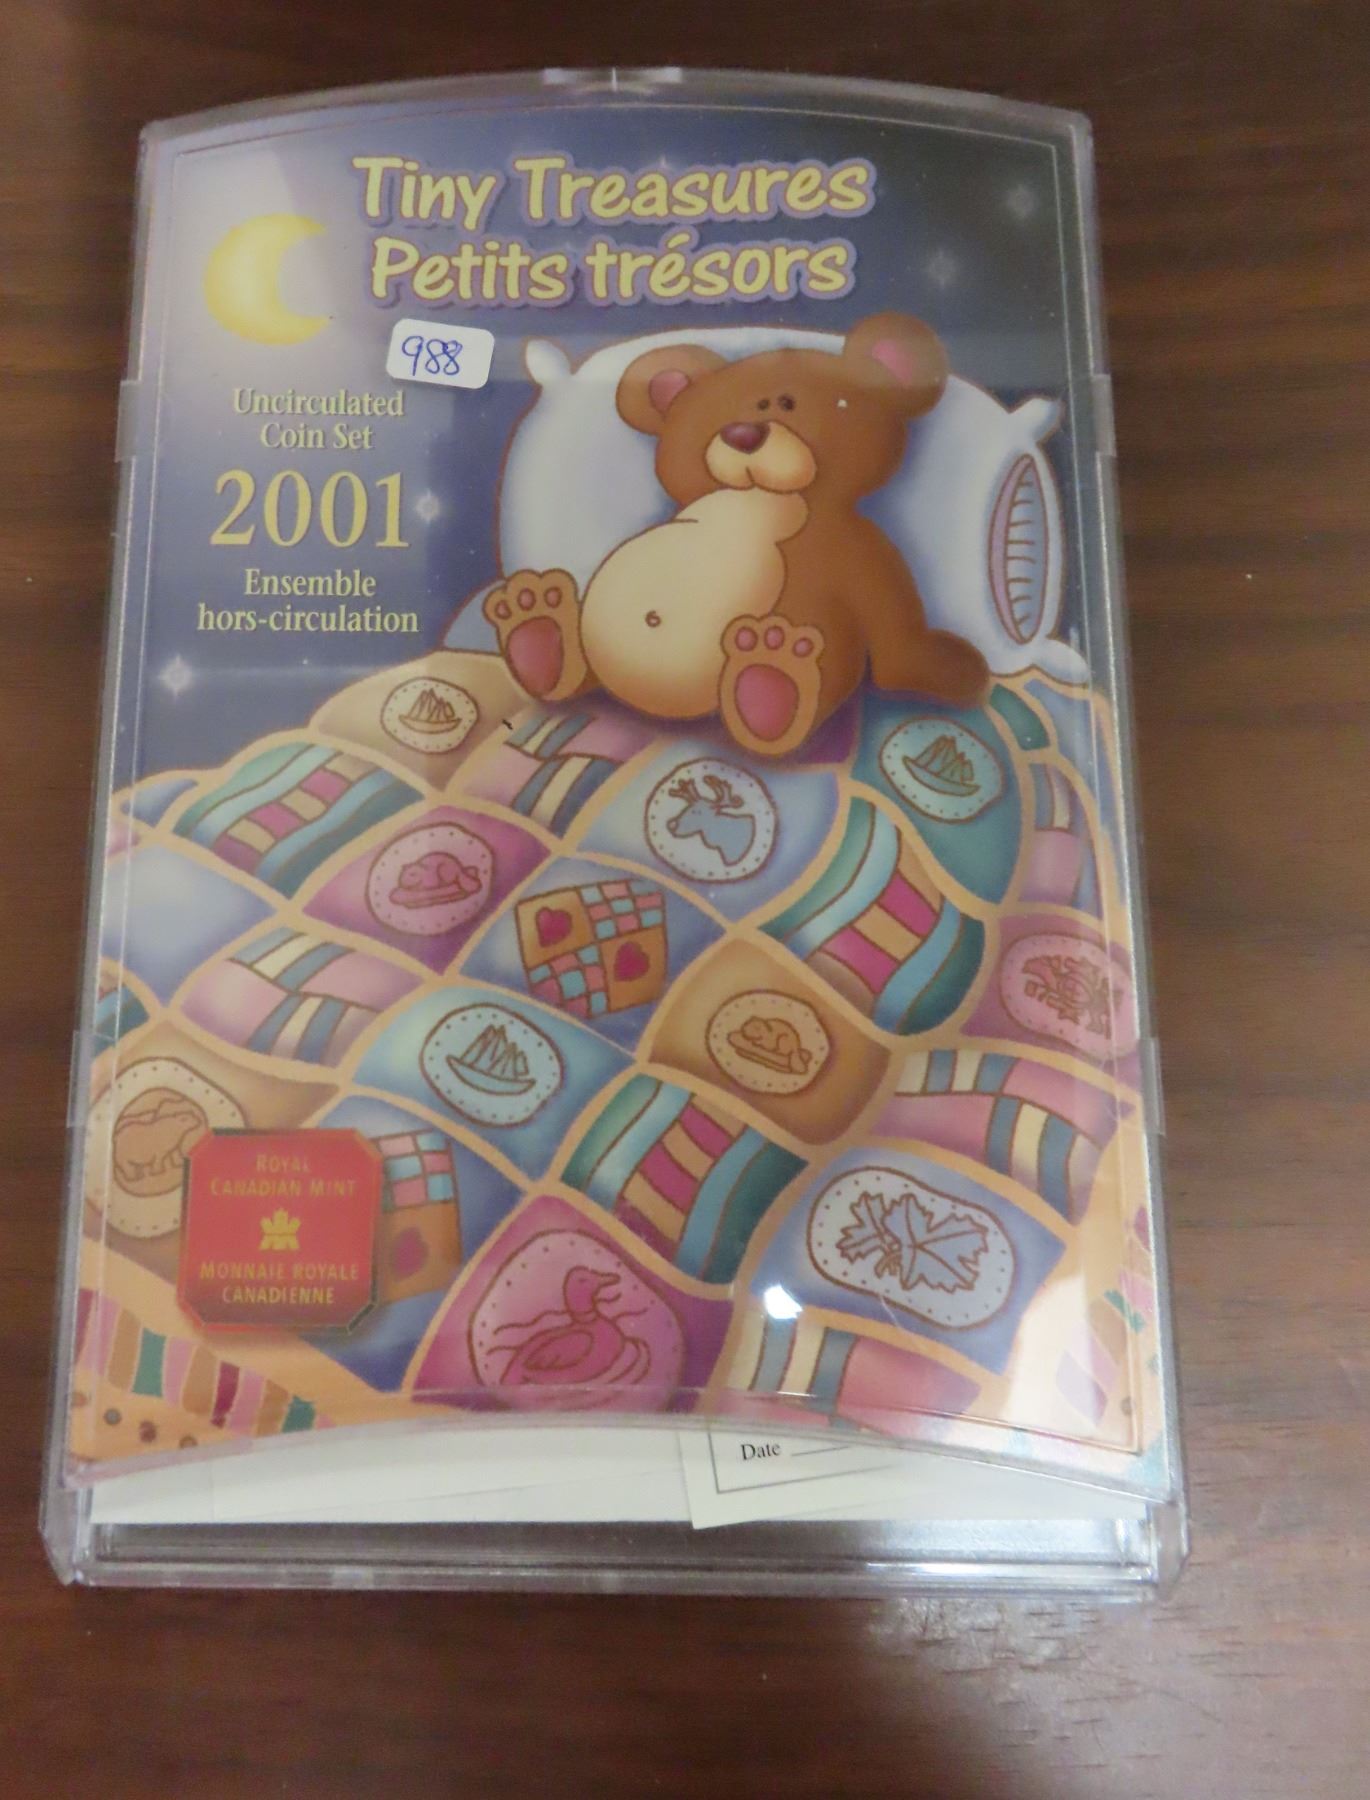 Tiny Treasures
Petits trésors
988
Uncirculated
Coin Set
2001
Ensemble
hors-circulation
ROYAL
CANADIAN MINT
MONNAIE ROYALE
CANADIENNE
Date